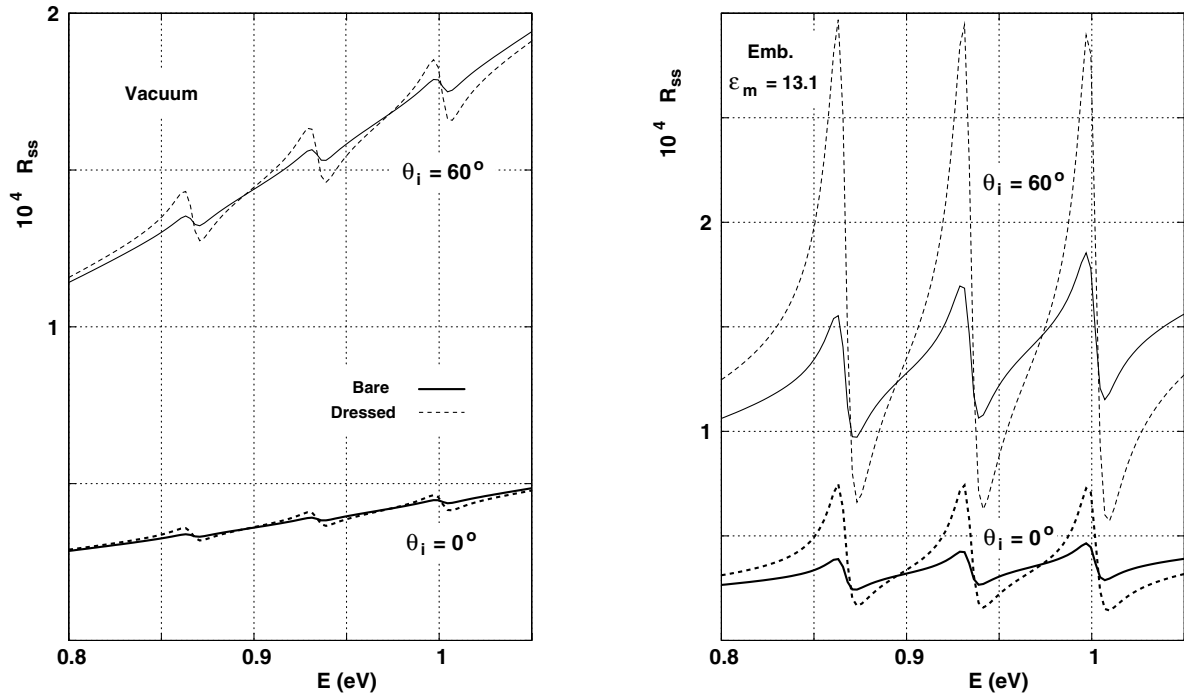 2
1
10⁴ R_ss
Vacuum
θ_i = 60°
Bare
Dressed
θ_i = 0°
0.8
0.9
1
E (eV)
2
1
10⁴ R_ss
Emb.
ε_m = 13.1
θ_i = 60°
θ_i = 0°
0.8
0.9
1
E (eV)